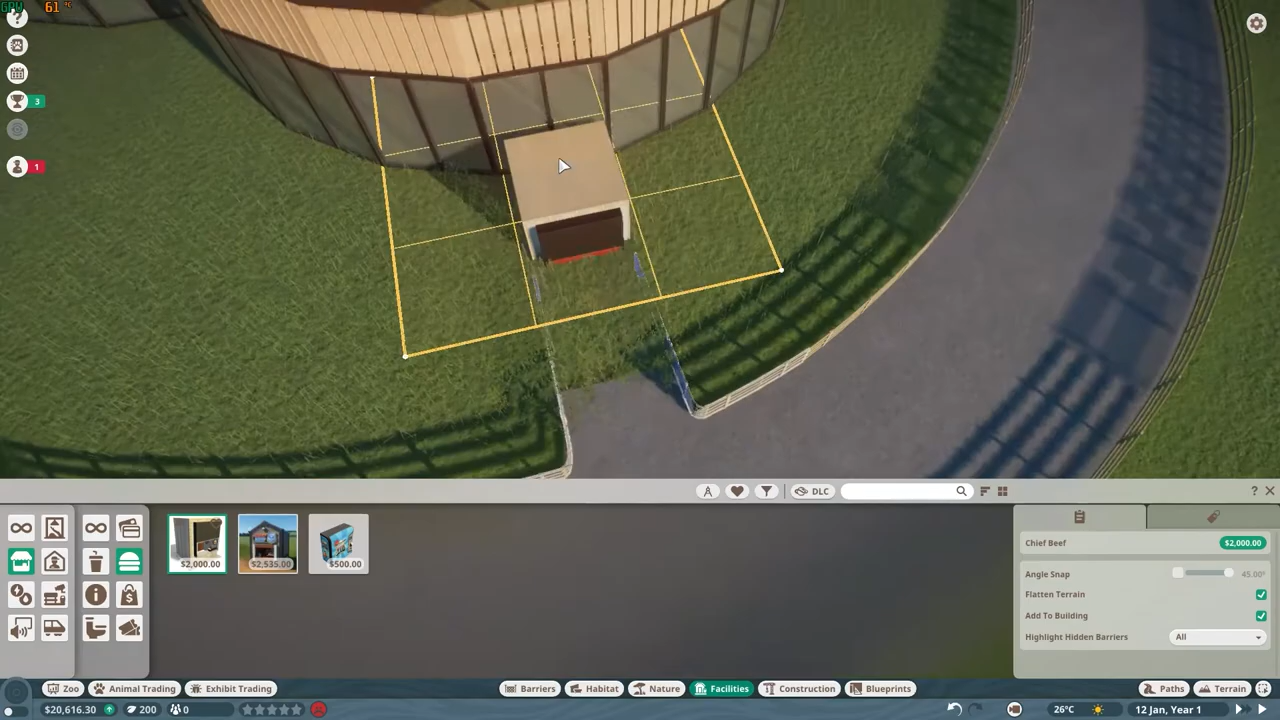 GPU 61 °C
3
1
DLC
$2,000.00
$2,535.00
$500.00
Chief Beef $2,000.00
Angle Snap 45.00°
Flatten Terrain
Add To Building
Highlight Hidden Barriers All
Zoo Animal Trading Exhibit Trading Barriers Habitat Nature Facilities Construction Blueprints Paths Terrain
$20,616.30 200 0 26°C 12 Jan, Year 1